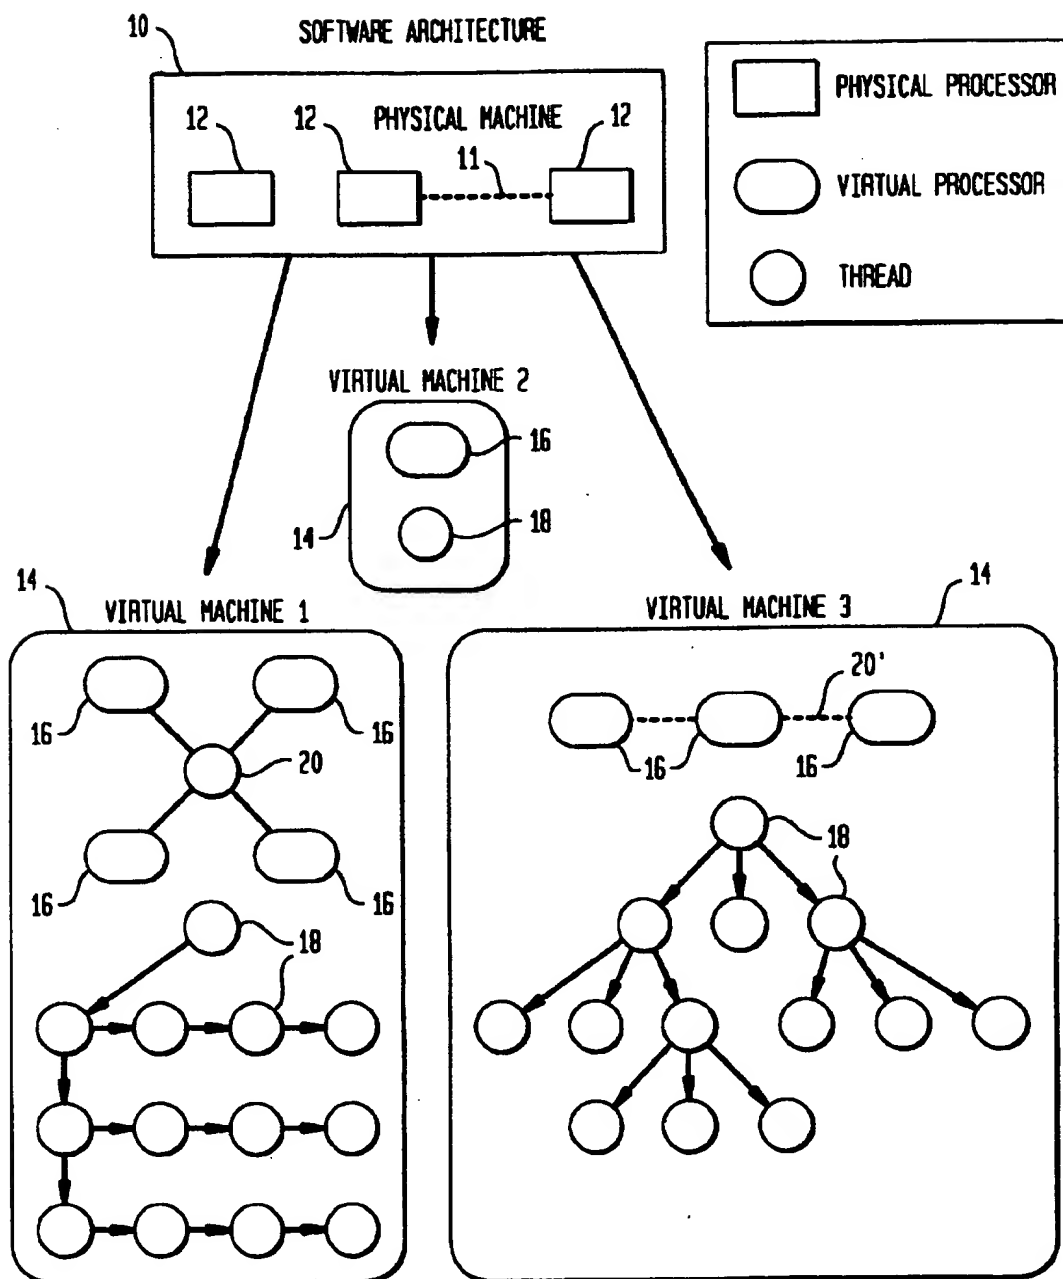 SOFTWARE ARCHITECTURE
10
PHYSICAL MACHINE
12
12
12
11
PHYSICAL PROCESSOR
VIRTUAL PROCESSOR
THREAD
VIRTUAL MACHINE 2
16
14
18
14
VIRTUAL MACHINE 1
16
16
20
16
16
18
VIRTUAL MACHINE 3
14
20'
16
16
18